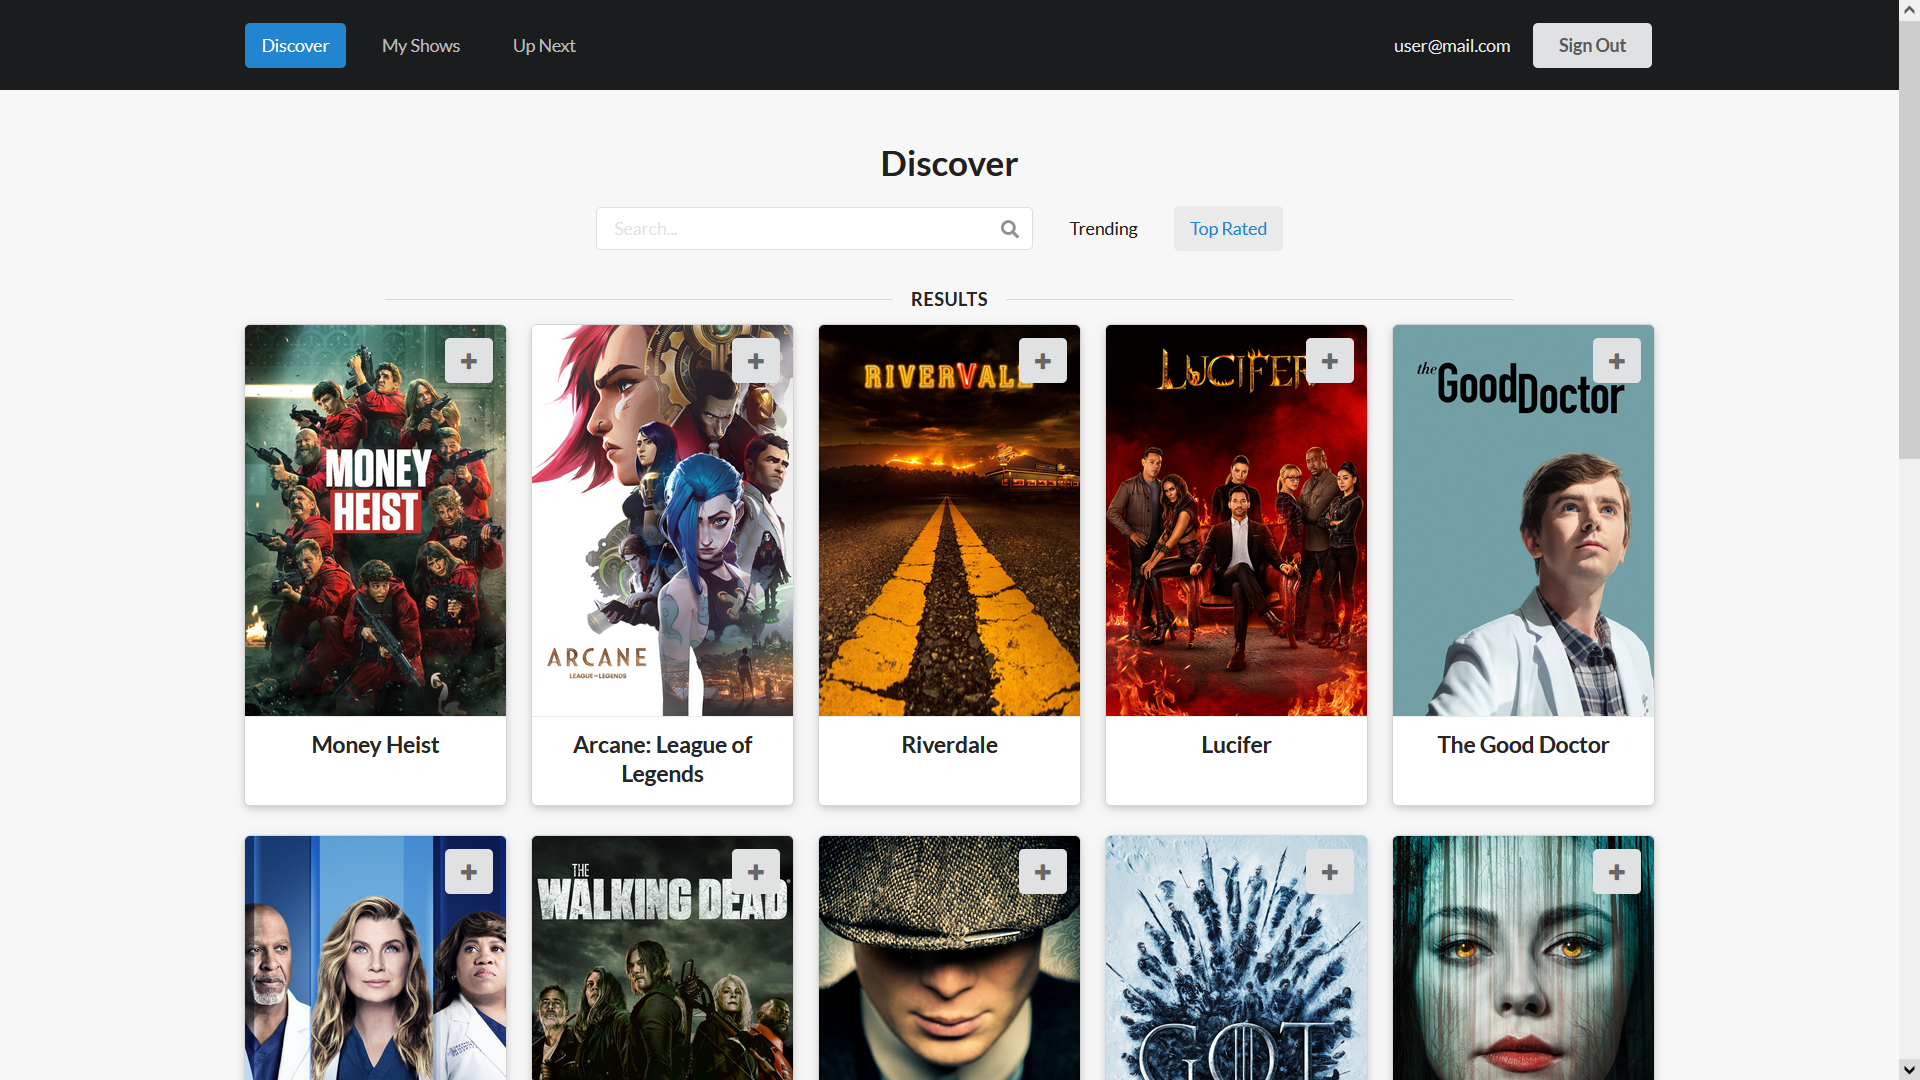 Discover
My Shows
Up Next
user@mail.com
Sign Out
Discover
Search...
Trending
Top Rated
RESULTS
MONEY
HEIST
ARCANE
LEAGUE OF LEGENDS
RIVERVALE
LUCIFER
the Good Doctor
Money Heist
Arcane: League of
Legends
Riverdale
Lucifer
The Good Doctor
THE
WALKING DEAD
GOT